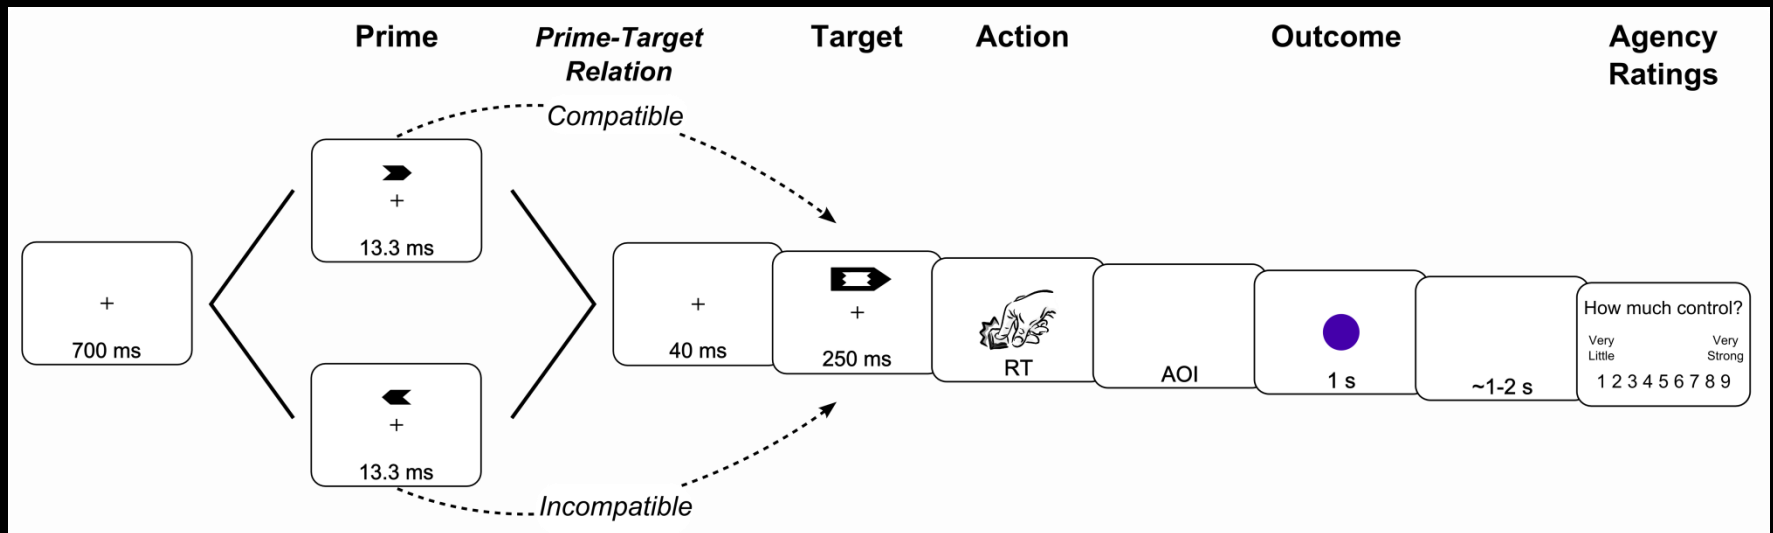 Prime
Prime-Target
Relation
Target
Action
Outcome
Agency
Ratings
Compatible
+
13.3 ms
+
700 ms
+
13.3 ms
Incompatible
+
40 ms
+
250 ms
RT
AOI
1 s
~1-2 s
How much control?
Very Little
Very Strong
1 2 3 4 5 6 7 8 9